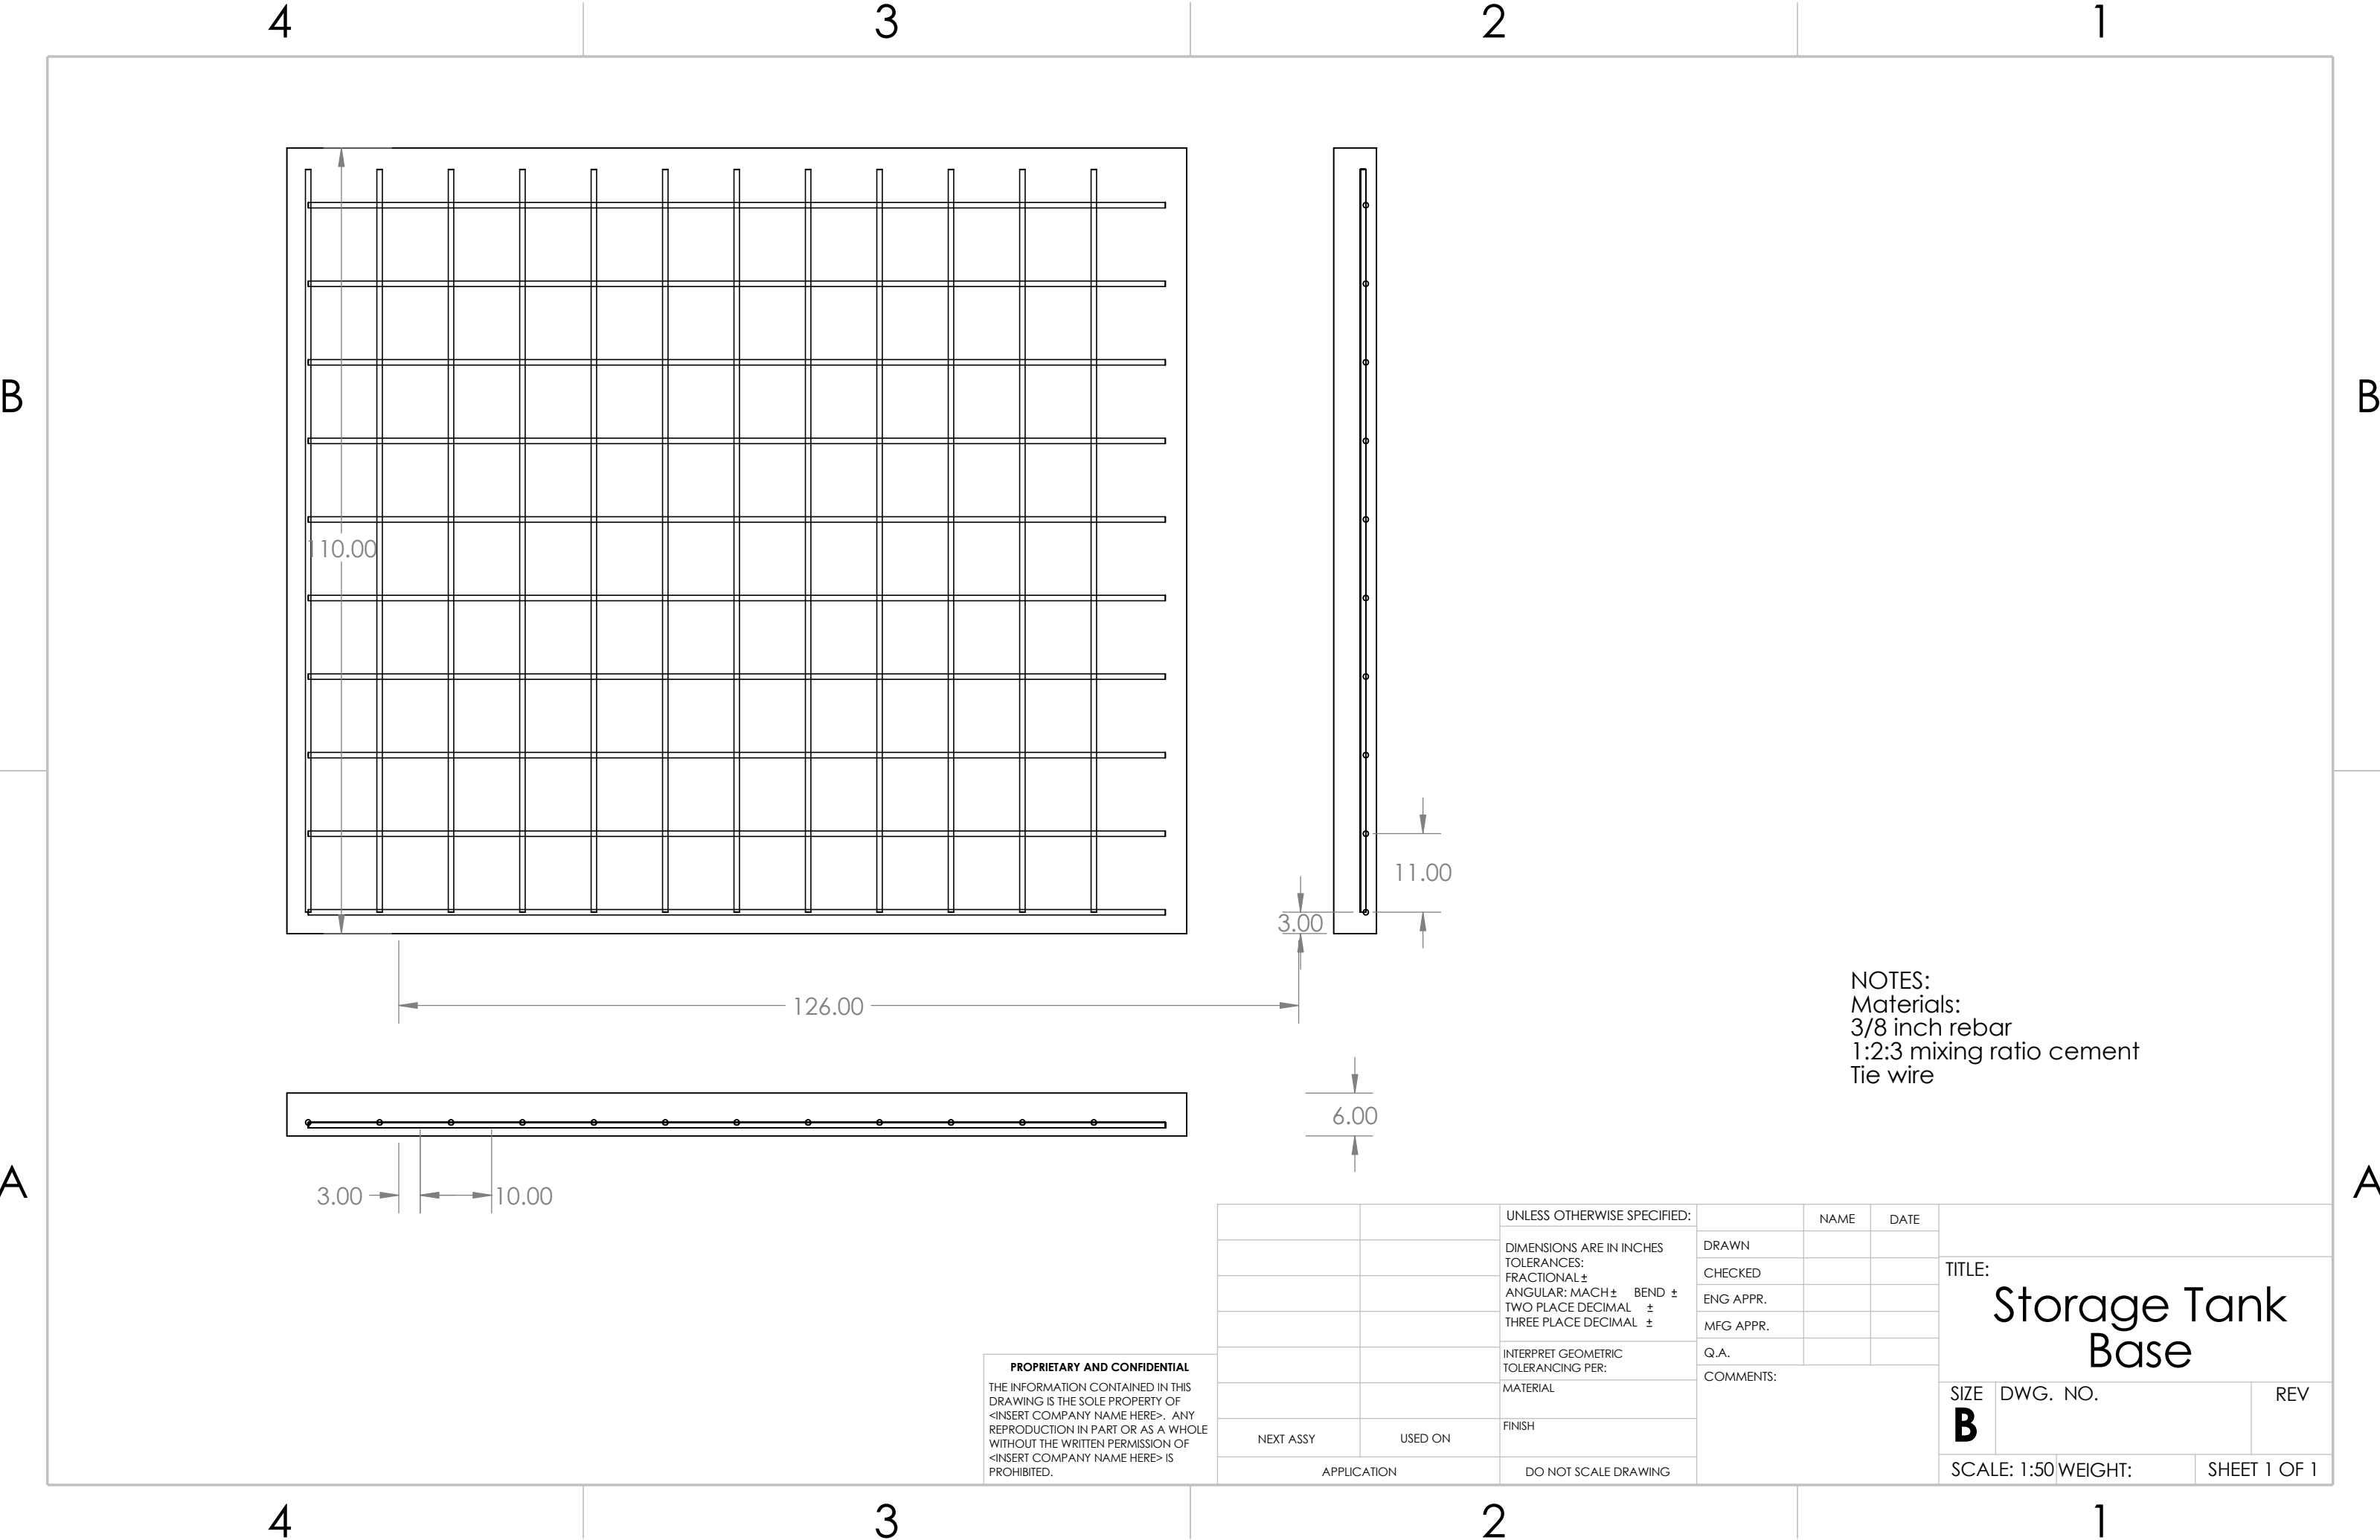 4 3 2 1
B B
110.00
11.00
3.00
126.00
NOTES:
Materials:
3/8 inch rebar
1:2:3 mixing ratio cement
Tie wire
6.00
A A
3.00 10.00
UNLESS OTHERWISE SPECIFIED:
DIMENSIONS ARE IN INCHES
TOLERANCES:
FRACTIONAL ±
ANGULAR: MACH ± BEND ±
TWO PLACE DECIMAL ±
THREE PLACE DECIMAL ±
INTERPRET GEOMETRIC
TOLERANCING PER:
MATERIAL
FINISH
DO NOT SCALE DRAWING
NAME DATE
DRAWN
CHECKED
ENG APPR.
MFG APPR.
Q.A.
COMMENTS:
TITLE:
Storage Tank
Base
SIZE DWG. NO. REV
B
SCALE: 1:50 WEIGHT: SHEET 1 OF 1
PROPRIETARY AND CONFIDENTIAL
THE INFORMATION CONTAINED IN THIS
DRAWING IS THE SOLE PROPERTY OF
<INSERT COMPANY NAME HERE>. ANY
REPRODUCTION IN PART OR AS A WHOLE
WITHOUT THE WRITTEN PERMISSION OF
<INSERT COMPANY NAME HERE> IS
PROHIBITED.
NEXT ASSY USED ON
APPLICATION
4 3 2 1